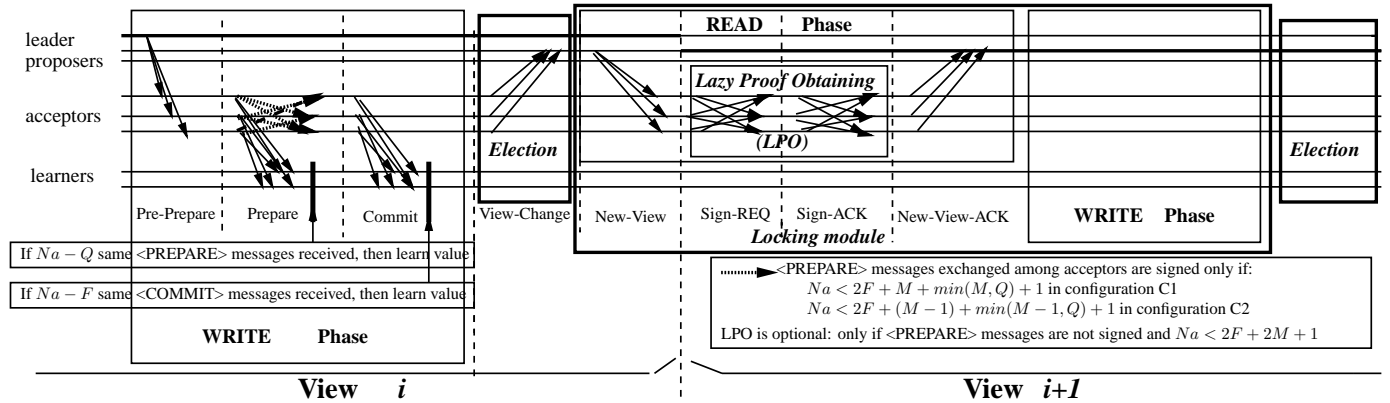 READ Phase
leader
proposers
Lazy Proof Obtaining
acceptors
(LPO)
Election
Election
learners
Pre-Prepare
Prepare
Commit
View-Change
New-View
Sign-REQ
Sign-ACK
New-View-ACK
WRITE Phase
Locking module
If Na − Q same <PREPARE> messages received, then learn value
If Na − F same <COMMIT> messages received, then learn value
WRITE Phase
<PREPARE> messages exchanged among acceptors are signed only if:
Na < 2F + M + min(M, Q) + 1 in configuration C1
Na < 2F + (M − 1) + min(M − 1, Q) + 1 in configuration C2
LPO is optional: only if <PREPARE> messages are not signed and Na < 2F + 2M + 1
View i
View i+1